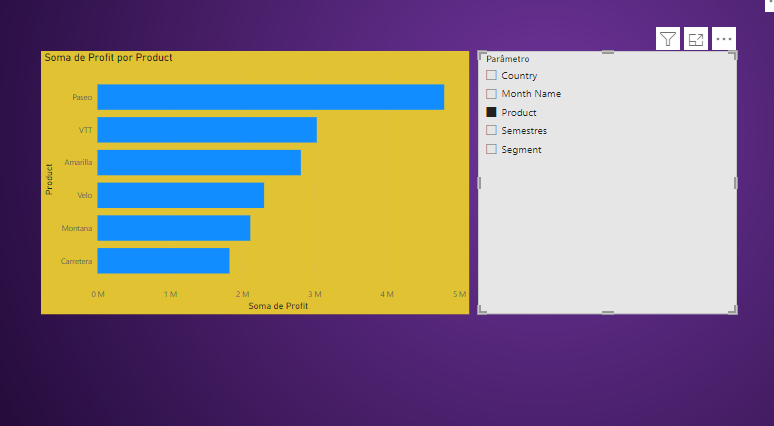 Soma de Profit por Product
Product
Paseo
VTT
Amarilla
Velo
Montana
Carretera
0 M 1 M 2 M 3 M 4 M 5 M
Soma de Profit
Parâmetro
Country
Month Name
Product
Semestres
Segment